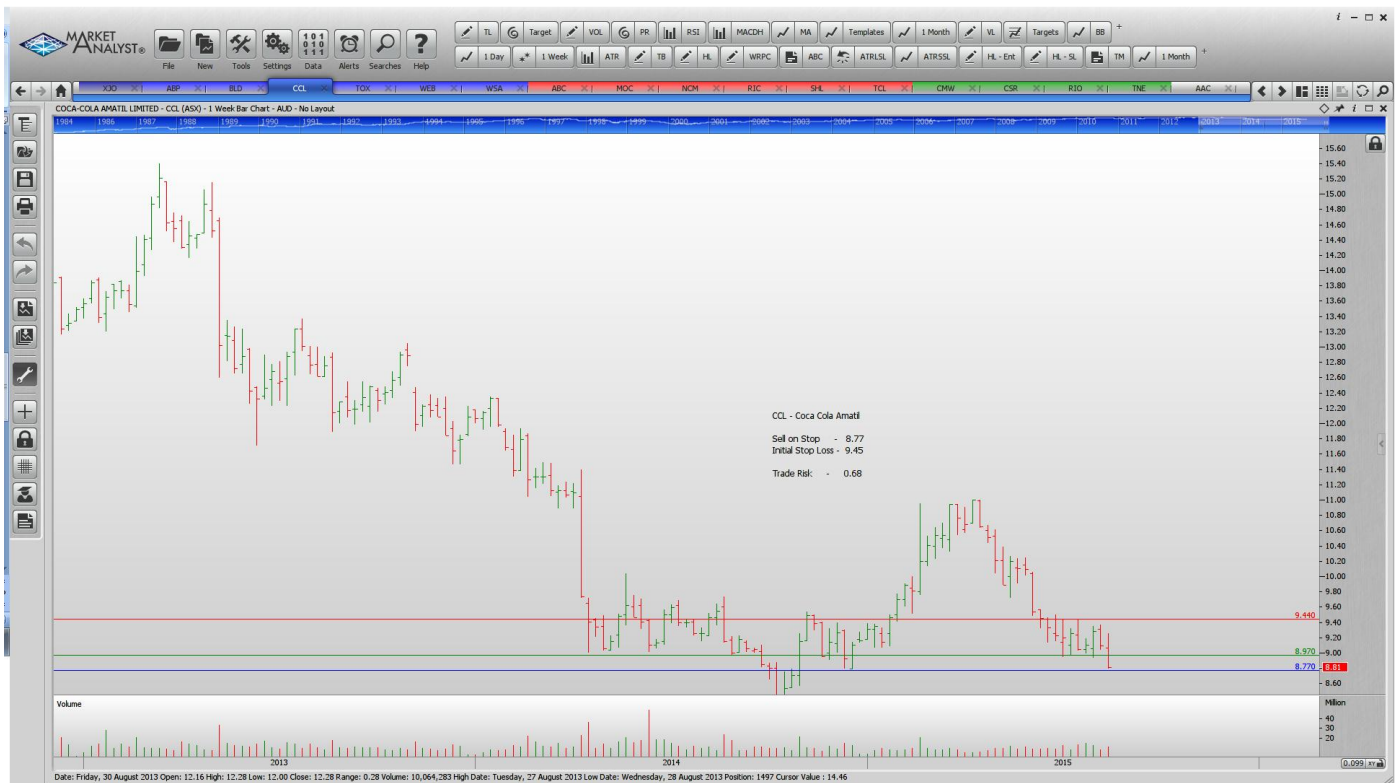 i
MARKET ANALYST®
File New Tools Settings Data Alerts Searches Help
TL Target VOL PR RSI MACDH MA Templates 1 Month VL Targets BB +
1 Day 1 Week ATR TB HL WRPC ABC ATRLSL ATRSSL HL - Ent HL - SL TM 1 Month +
XJO ABP BLD CCL TOX WEB WSA ABC MOC NCM RIC SHL TCL CMW CSR RIO TNE AAC
COCA-COLA AMATIL LIMITED - CCL (ASX) - 1 Week Bar Chart - AUD - No Layout
1984 1986 1987 1988 1989 1990 1991 1992 1993 1994 1995 1996 1997 1998 1999 2000 2001 2002 2003 2004 2005 2006 2007 2008 2009 2010 2011 2012 2013 2014 2015
15.60
15.40
15.20
15.00
14.80
14.60
14.40
14.20
14.00
13.80
13.60
13.40
13.20
13.00
12.80
12.60
12.40
12.20
12.00
11.80
11.60
11.40
11.20
11.00
10.80
10.60
10.40
10.20
10.00
9.80
9.60
9.40
9.20
9.00
8.81
8.60
CCL - Coca Cola Amatil
Sell on Stop - 8.77
Initial Stop Loss - 9.45
Trade Risk - 0.68
9.440
8.970
8.770
Volume
Million
40
30
20
2013 2014 2015
0.099 XY
Date: Friday, 30 August 2013 Open: 12.16 High: 12.28 Low: 12.00 Close: 12.28 Range: 0.28 Volume: 10,064,283 High Date: Tuesday, 27 August 2013 Low Date: Wednesday, 28 August 2013 Position: 1497 Cursor Value : 14.46